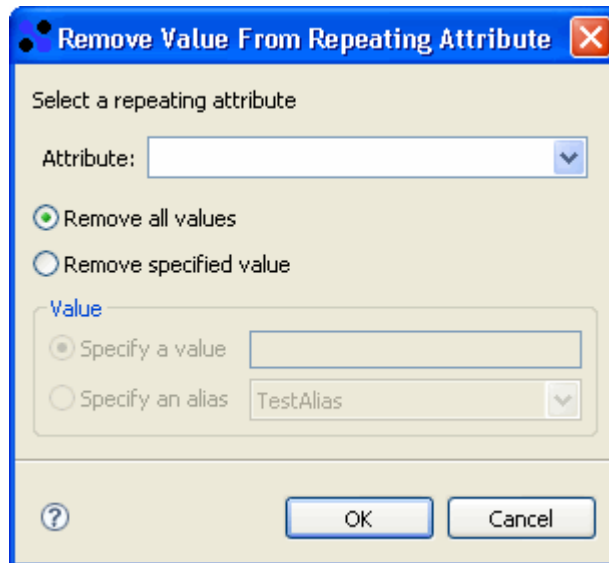 Remove Value From Repeating Attribute
Select a repeating attribute
Attribute:
Remove all values
Remove specified value
Value
Specify a value
Specify an alias TestAlias
?
OK Cancel